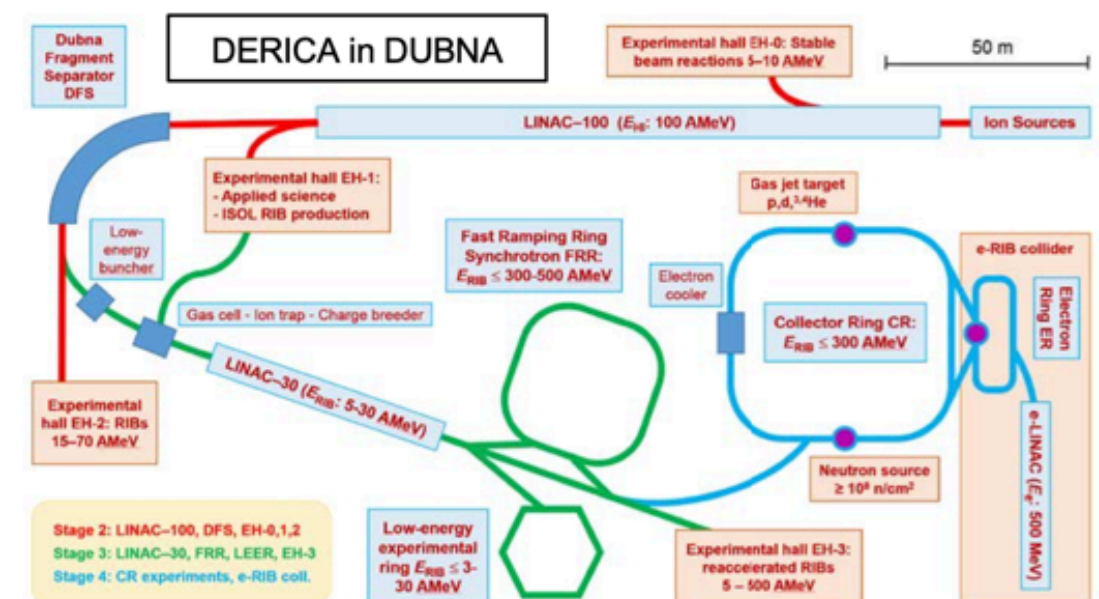 DERICA in DUBNA
Dubna
Fragment
Separator
DFS
Experimental hall EH-0: Stable
beam reactions 5–10 AMeV
50 m
LINAC–100 (E_HI: 100 AMeV)
Ion Sources
Experimental hall EH-1:
- Applied science
- ISOL RIB production
Gas jet target
p,d,³,⁴He
Low-
energy
buncher
Fast Ramping Ring
Synchrotron FRR:
E_RIB ≤ 300-500 AMeV
e-RIB collider
Electron
cooler
Electron
Ring ER
Gas cell - Ion trap - Charge breeder
Collector Ring CR:
E_RIB ≤ 300 AMeV
LINAC–30 (E_RIB: 5-30 AMeV)
Experimental
hall EH-2: RIBs
15–70 AMeV
e-LINAC (E_e: 500 MeV)
Neutron source
≥ 10⁸ n/cm²
Stage 2: LINAC–100, DFS, EH-0,1,2
Stage 3: LINAC–30, FRR, LEER, EH-3
Stage 4: CR experiments, e-RIB coll.
Low-energy
experimental
ring E_RIB ≤ 3-
30 AMeV
Experimental hall EH-3:
reaccelerated RIBs
5 – 500 AMeV